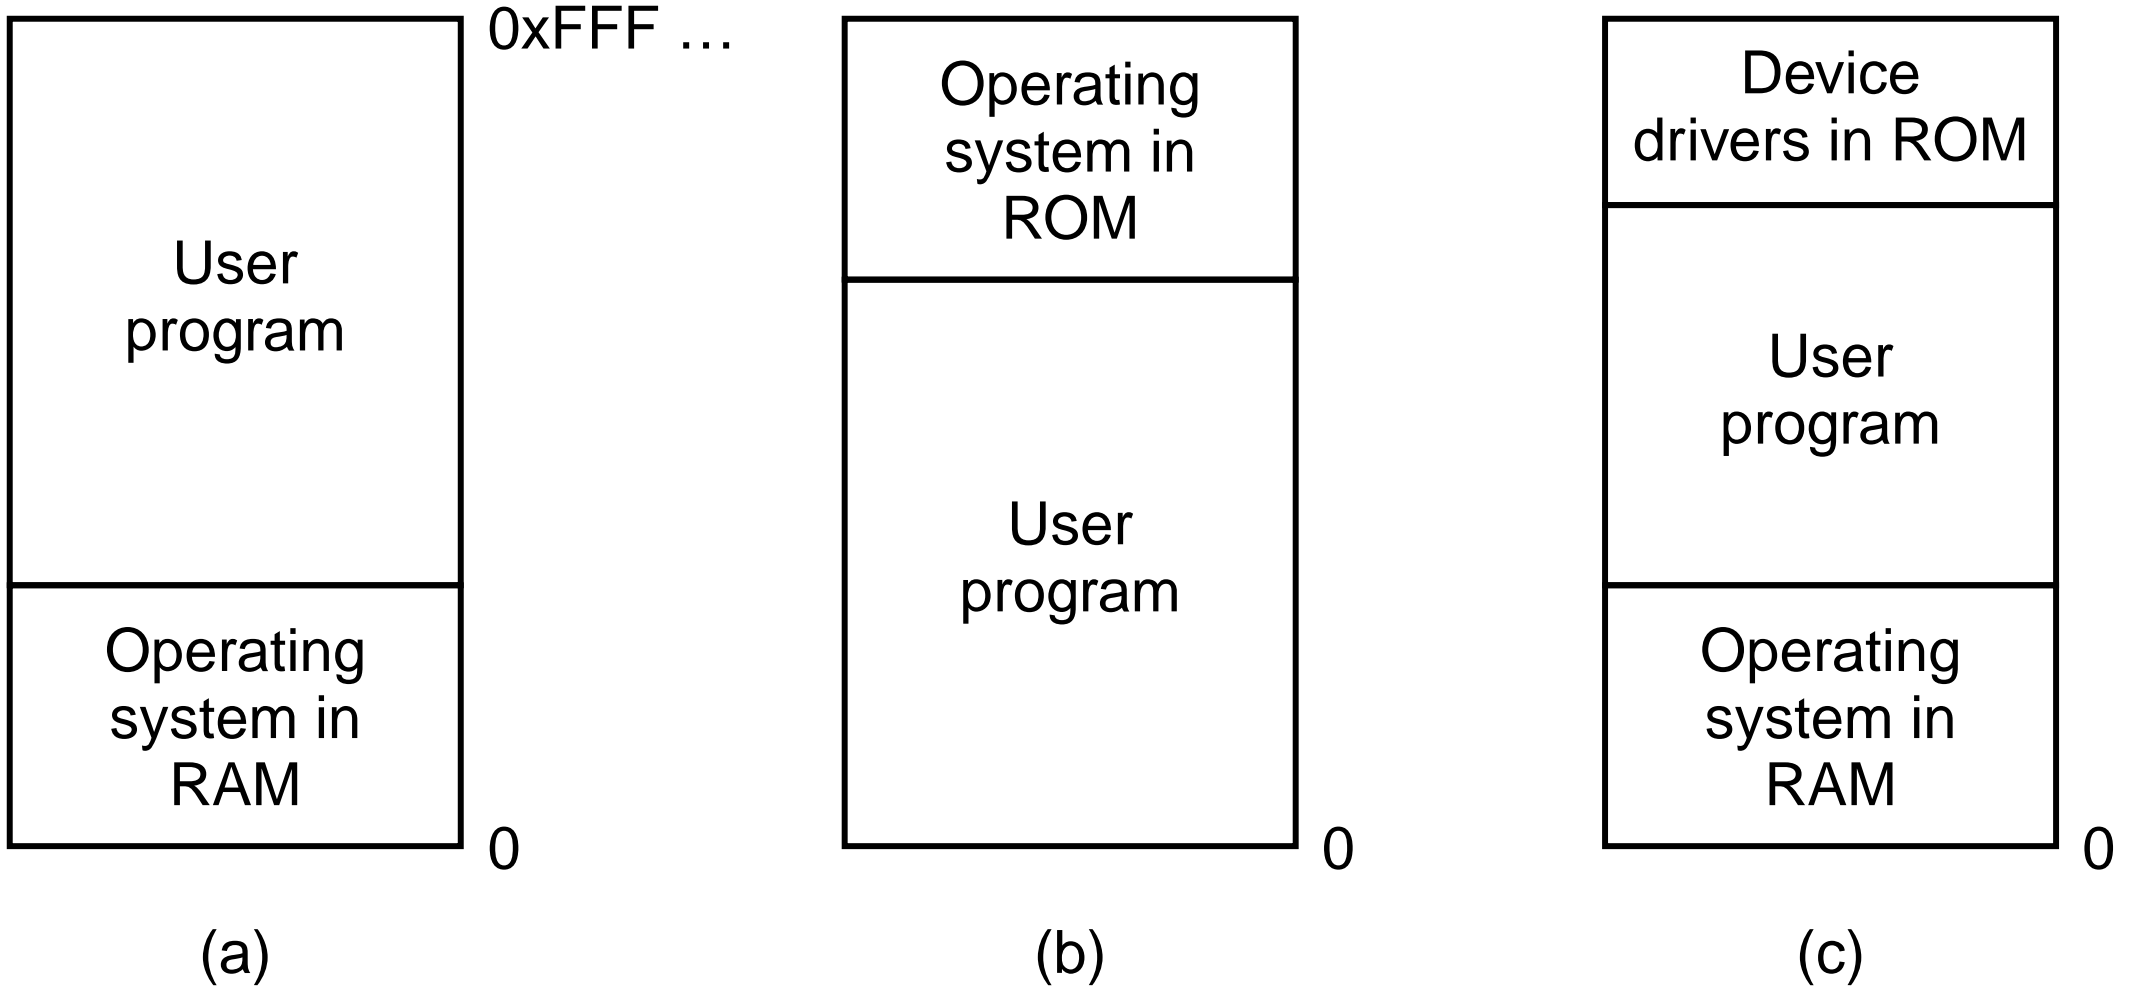 0xFFF …
User
program
Operating
system in
RAM
0
(a)
Operating
system in
ROM
User
program
0
(b)
Device
drivers in ROM
User
program
Operating
system in
RAM
0
(c)